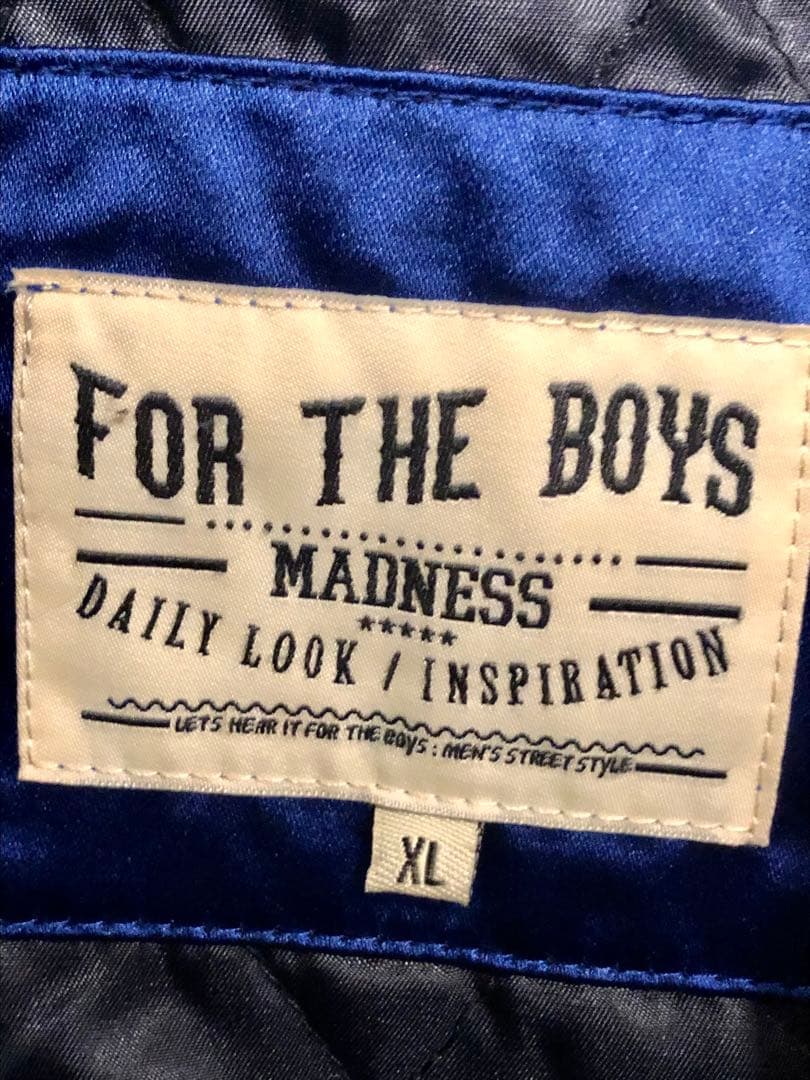 FOR THE BOYS
MADNESS
*****
DAILY LOOK / INSPIRATION
LETS HEAR IT FOR THE BOYS : MEN'S STREET STYLE
XL